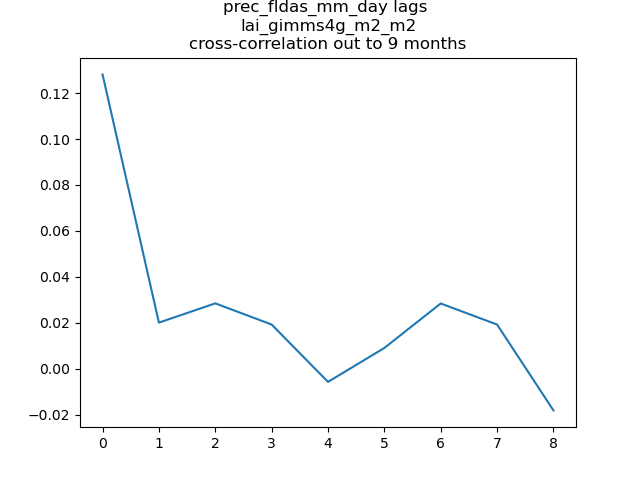 prec_fldas_mm_day lags
lai_gimms4g_m2_m2
cross-correlation out to 9 months
0.12
0.10
0.08
0.06
0.04
0.02
0.00
−0.02
0 1 2 3 4 5 6 7 8